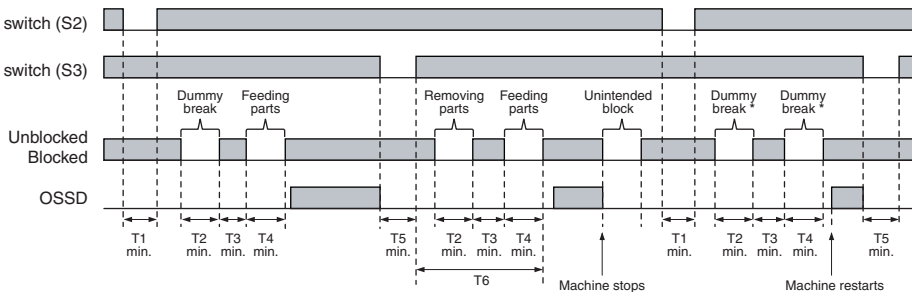 switch (S2)
switch (S3)
Dummy break
Feeding parts
Removing parts
Feeding parts
Unintended block
Dummy break *
Dummy break *
Unblocked
Blocked
OSSD
T1 min.
T2 min.
T3 min.
T4 min.
T5 min.
T2 min.
T3 min.
T4 min.
T1 min.
T2 min.
T3 min.
T4 min.
T5 min.
T6
Machine stops
Machine restarts